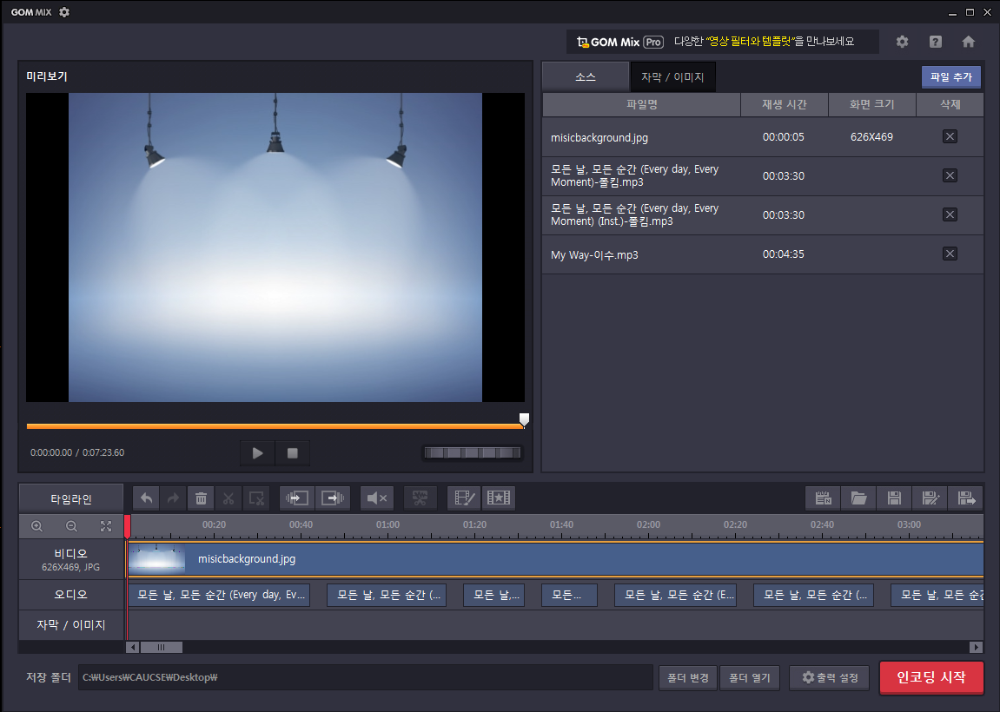 GOM MIX
GOM Mix Pro 다양한 "영상 필터와 템플릿"을 만나보세요
?
미리보기
소스
자막 / 이미지
파일 추가
파일명
재생 시간
화면 크기
삭제
misicbackground.jpg
00:00:05
626X469
모든 날, 모든 순간 (Every day, Every
Moment)-폴킴.mp3
00:03:30
모든 날, 모든 순간 (Every day, Every
Moment) (Inst.)-폴킴.mp3
00:03:30
My Way-이수.mp3
00:04:35
0:00:00.00 / 0:07:23.60
타임라인
00:20
00:40
01:00
01:20
01:40
02:00
02:20
02:40
03:00
비디오
626X469, JPG
misicbackground.jpg
오디오
모든 날, 모든 순간 (Every day, Ev...
모든 날, 모든 순간 (...
모든 날,...
모든...
모든 날, 모든 순간 (E...
모든 날, 모든 순간 (...
모든 날, 모든 순간
자막 / 이미지
저장 폴더
C:₩Users₩CAUCSE₩Desktop₩
폴더 변경
폴더 열기
출력 설정
인코딩 시작